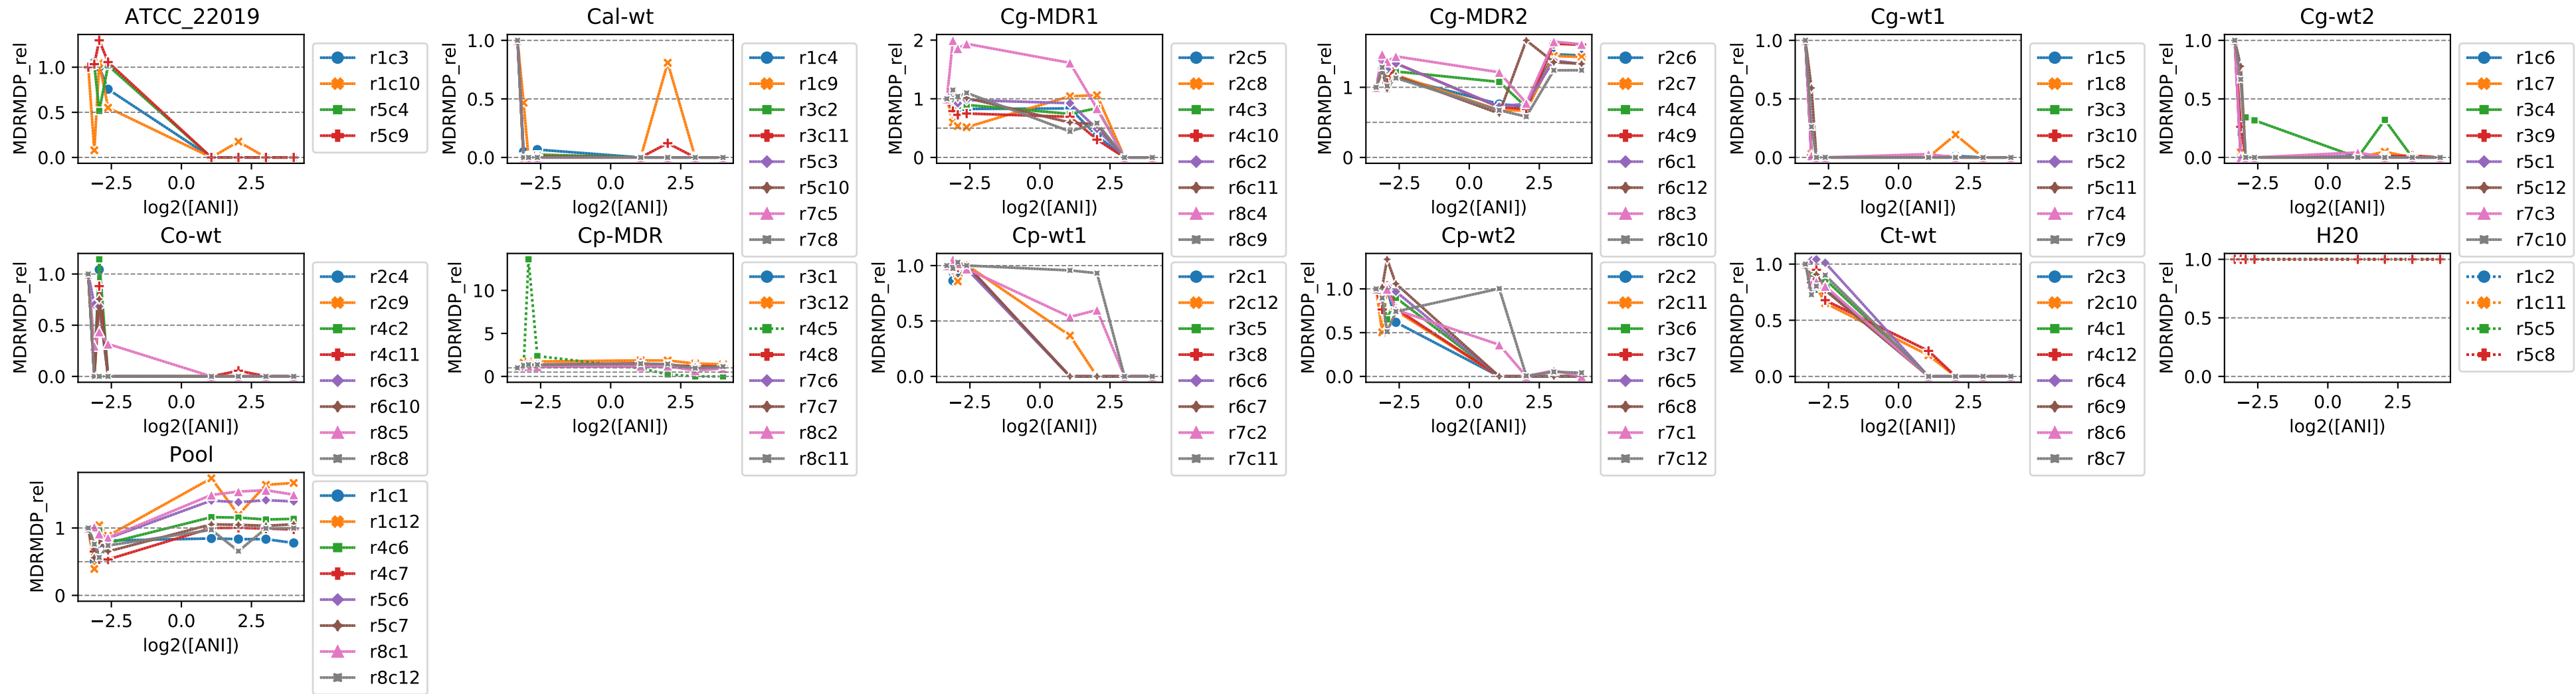 ATCC_22019
MDRMDP_rel
1.0
0.5
0.0
−2.5
0.0
2.5
log2([ANI])
r1c3
r1c10
r5c4
r5c9
Cal-wt
MDRMDP_rel
1.0
0.5
0.0
−2.5
0.0
2.5
log2([ANI])
r1c4
r1c9
r3c2
r3c11
r5c3
r5c10
r7c5
r7c8
Cg-MDR1
MDRMDP_rel
2
1
0
−2.5
0.0
2.5
log2([ANI])
r2c5
r2c8
r4c3
r4c10
r6c2
r6c11
r8c4
r8c9
Cg-MDR2
MDRMDP_rel
1
0
−2.5
0.0
2.5
log2([ANI])
r2c6
r2c7
r4c4
r4c9
r6c1
r6c12
r8c3
r8c10
Cg-wt1
MDRMDP_rel
1.0
0.5
0.0
−2.5
0.0
2.5
log2([ANI])
r1c5
r1c8
r3c3
r3c10
r5c2
r5c11
r7c4
r7c9
Cg-wt2
MDRMDP_rel
1.0
0.5
0.0
−2.5
0.0
2.5
log2([ANI])
r1c6
r1c7
r3c4
r3c9
r5c1
r5c12
r7c3
r7c10
Co-wt
MDRMDP_rel
1.0
0.5
0.0
−2.5
0.0
2.5
log2([ANI])
r2c4
r2c9
r4c2
r4c11
r6c3
r6c10
r8c5
r8c8
Cp-MDR
MDRMDP_rel
10
5
0
−2.5
0.0
2.5
log2([ANI])
r3c1
r3c12
r4c5
r4c8
r7c6
r7c7
r8c2
r8c11
Cp-wt1
MDRMDP_rel
1.0
0.5
0.0
−2.5
0.0
2.5
log2([ANI])
r2c1
r2c12
r3c5
r3c8
r6c6
r6c7
r7c2
r7c11
Cp-wt2
MDRMDP_rel
1.0
0.5
0.0
−2.5
0.0
2.5
log2([ANI])
r2c2
r2c11
r3c6
r3c7
r6c5
r6c8
r7c1
r7c12
Ct-wt
MDRMDP_rel
1.0
0.5
0.0
−2.5
0.0
2.5
log2([ANI])
r2c3
r2c10
r4c1
r4c12
r6c4
r6c9
r8c6
r8c7
H20
MDRMDP_rel
1.0
0.5
0.0
−2.5
0.0
2.5
log2([ANI])
r1c2
r1c11
r5c5
r5c8
Pool
MDRMDP_rel
1
0
−2.5
0.0
2.5
log2([ANI])
r1c1
r1c12
r4c6
r4c7
r5c6
r5c7
r8c1
r8c12